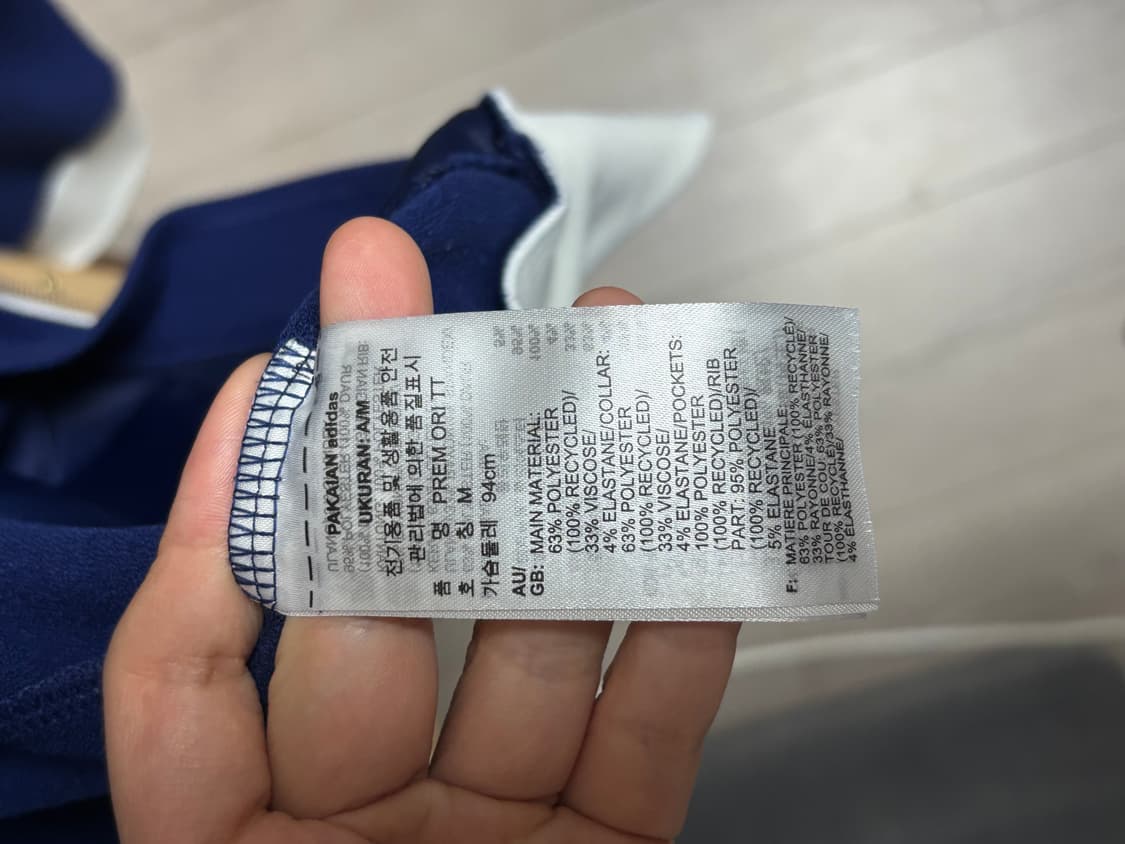 PAKAIAN adidas
UKURAN A/M
전기용품 및 생활용품 안전
관리법에 의한 품질표시
품 명 PREM ORI TT
호 칭 M
가슴둘레 94cm
AU/
GB: MAIN MATERIAL:
63% POLYESTER
(100% RECYCLED)/
33% VISCOSE/
4% ELASTANE/COLLAR:
63% POLYESTER
(100% RECYCLED)/
33% VISCOSE/
4% ELASTANE/POCKETS:
100% POLYESTER
(100% RECYCLED)/RIB
PART: 95% POLYESTER
(100% RECYCLED)/
5% ELASTANE
F: MATIERE PRINCIPALE:
63% POLYESTER (100% RECYCLÉ)/
33% RAYONNE/4% ELASTHANNE/
TOUR DE COU: 63% POLYESTER
(100% RECYCLÉ)/33% RAYONNE/
4% ELASTHANNE/